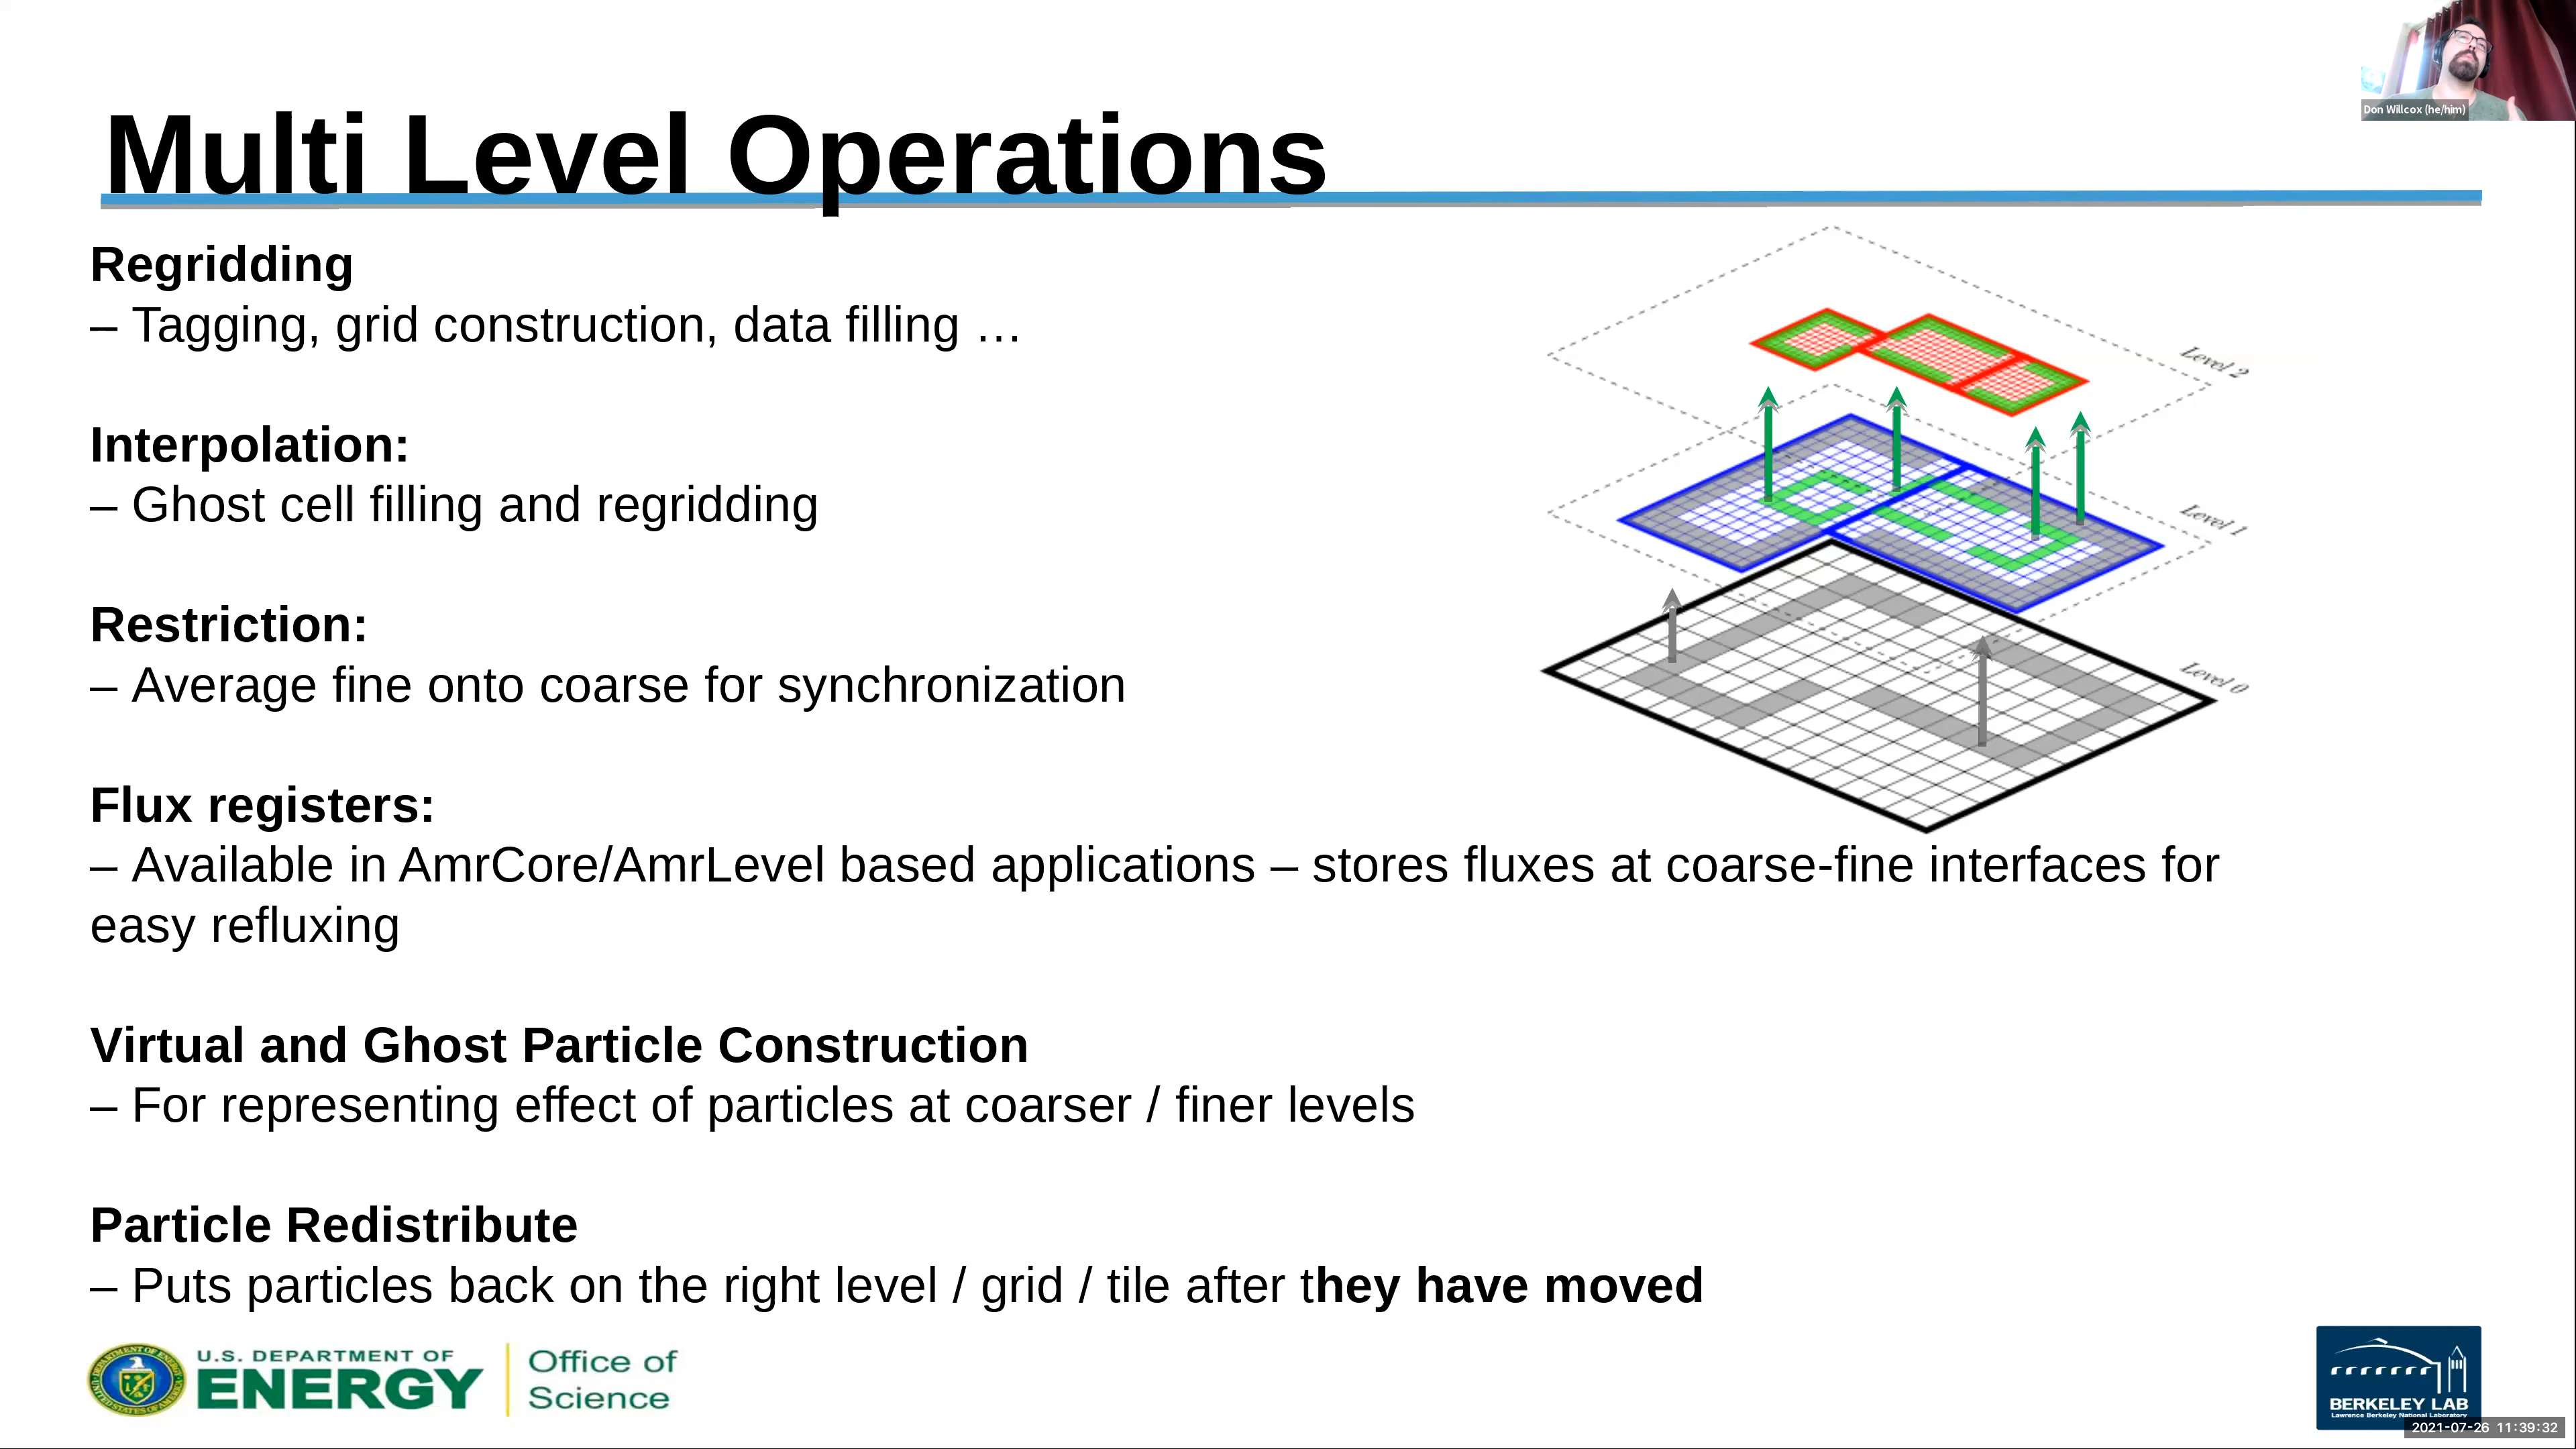 Don Willcox (he/him)
Multi Level Operations
Regridding
– Tagging, grid construction, data filling …
Interpolation:
– Ghost cell filling and regridding
Restriction:
– Average fine onto coarse for synchronization
Level 2
Level 1
Level 0
Flux registers:
– Available in AmrCore/AmrLevel based applications – stores fluxes at coarse-fine interfaces for
easy refluxing
Virtual and Ghost Particle Construction
– For representing effect of particles at coarser / finer levels
Particle Redistribute
– Puts particles back on the right level / grid / tile after they have moved
U.S. DEPARTMENT OF
ENERGY
Office of
Science
BERKELEY LAB
Lawrence Berkeley National Laboratory
2021-07-26 11:39:32